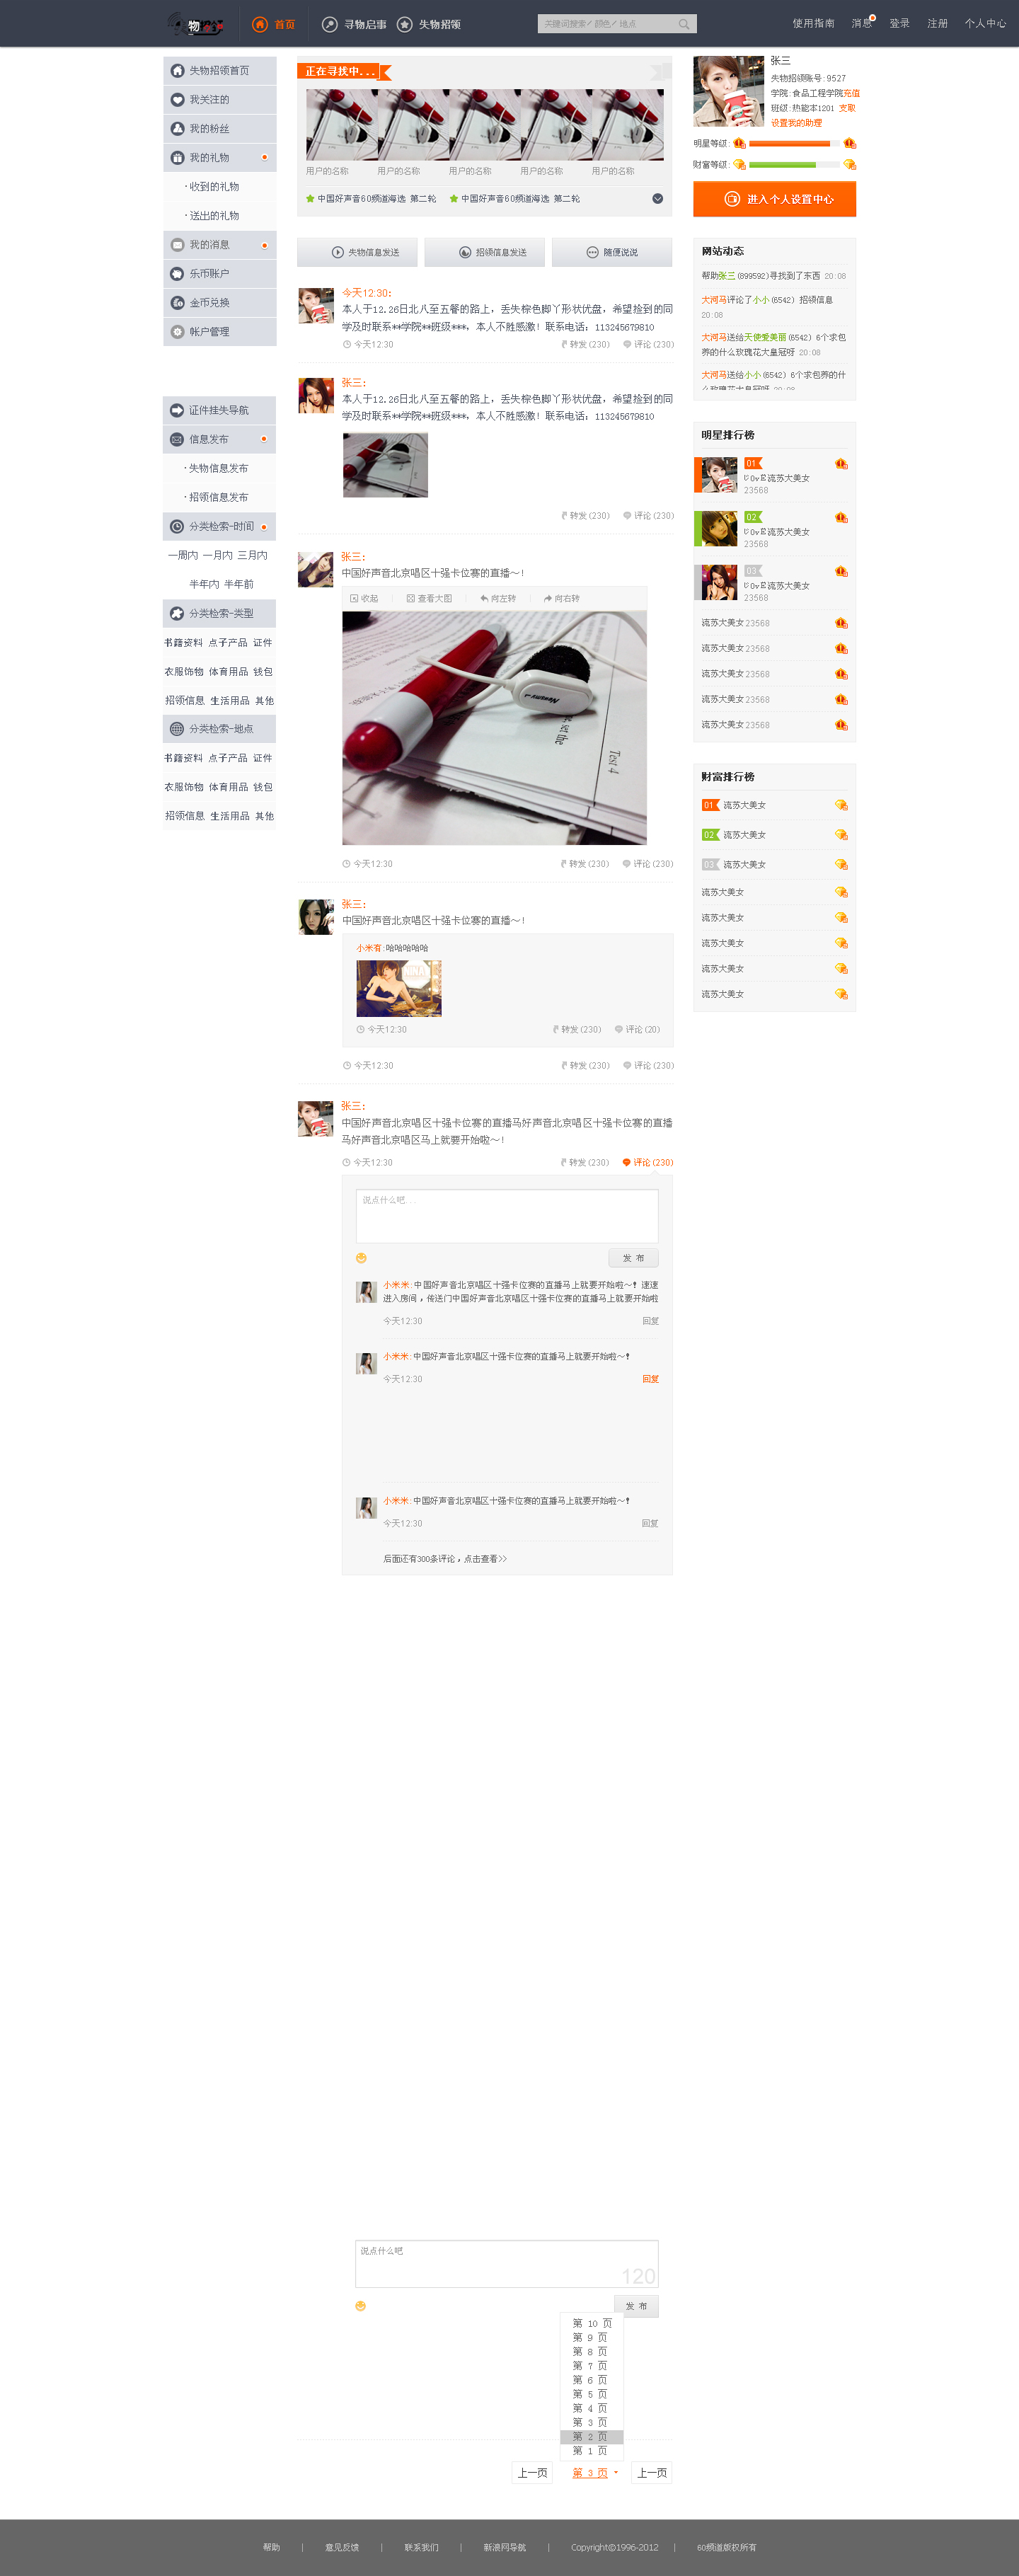 物
首页
寻物启事
失物招领
关键词搜索/颜色/地点
使用指南
消息
登录
注册
个人中心
失物招领首页
我关注的
我的粉丝
我的礼物
·收到的礼物
·送出的礼物
我的消息
乐币账户
金币兑换
帐户管理
证件挂失导航
信息发布
·失物信息发布
·招领信息发布
分类检索-时间
一周内 一月内 三月内
半年内 半年前
分类检索-类型
书籍资料 点子产品 证件
衣服饰物 体育用品 钱包
招领信息 生活用品 其他
分类检索-地点
书籍资料 点子产品 证件
衣服饰物 体育用品 钱包
招领信息 生活用品 其他
正在寻找中...
用户的名称 用户的名称 用户的名称 用户的名称 用户的名称
中国好声音60频道海选 第二轮 中国好声音60频道海选 第二轮
失物信息发送
招领信息发送
随便说说
今天12:30:
本人于12.26日北八至五餐的路上，丢失棕色脚丫形状优盘，希望捡到的同
学及时联系**学院**班级***，本人不胜感激！联系电话：113245679810
今天12:30 转发(230) 评论(230)
张三:
本人于12.26日北八至五餐的路上，丢失棕色脚丫形状优盘，希望捡到的同
学及时联系**学院**班级***，本人不胜感激！联系电话：113245679810
转发(230) 评论(230)
张三:
中国好声音北京唱区十强卡位赛的直播～!
收起 查看大图 向左转 向右转
set the
Test 4
今天12:30 转发(230) 评论(230)
张三:
中国好声音北京唱区十强卡位赛的直播～!
小米有:哈哈哈哈哈
NINA
今天12:30 转发(230) 评论(20)
今天12:30 转发(230) 评论(230)
张三:
中国好声音北京唱区十强卡位赛的直播马好声音北京唱区十强卡位赛的直播
马好声音北京唱区马上就要开始啦～!
今天12:30 转发(230) 评论(230)
说点什么吧...
发 布
小米米:中国好声音北京唱区十强卡位赛的直播马上就要开始啦～! 速速
进入房间，传送门中国好声音北京唱区十强卡位赛的直播马上就要开始啦
今天12:30 回复
小米米:中国好声音北京唱区十强卡位赛的直播马上就要开始啦～!
今天12:30 回复
小米米:中国好声音北京唱区十强卡位赛的直播马上就要开始啦～!
今天12:30 回复
后面还有300条评论，点击查看>>
张三
失物招领账号:9527
学院:食品工程学院充值
班级:热能本1201 支取
设置我的助理
明星等级:
财富等级:
进入个人设置中心
网站动态
帮助张三(899592)寻找到了东西 20:08
大河马评论了小小(6542) 招领信息
20:08
大河马送给天使爱美丽(6542) 6个求包
养的什么玫瑰花大皇冠呀 20:08
大河马送给小小(6542) 6个求包养的什
么玫瑰花大皇冠呀 20:08
明星排行榜
01
流苏大美女
23568
02
流苏大美女
23568
03
流苏大美女
23568
流苏大美女23568
流苏大美女23568
流苏大美女23568
流苏大美女23568
流苏大美女23568
财富排行榜
01 流苏大美女
02 流苏大美女
03 流苏大美女
流苏大美女
流苏大美女
流苏大美女
流苏大美女
流苏大美女
说点什么吧
120
发 布
第 10 页
第 9 页
第 8 页
第 7 页
第 6 页
第 5 页
第 4 页
第 3 页
第 2 页
第 1 页
上一页 第 3 页 上一页
帮助 | 意见反馈 | 联系我们 | 新浪网导航 | Copyright©1996-2012 | 60频道版权所有